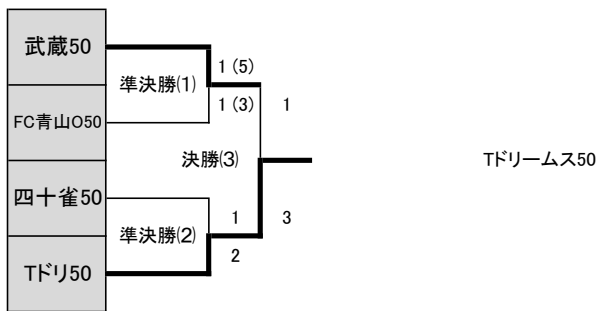 武蔵50
1 (5)
準決勝(1)
FC青山O50
1 (3)
1
決勝(3)
Tドリームス50
四十雀50
1
3
準決勝(2)
2
Tドリ50